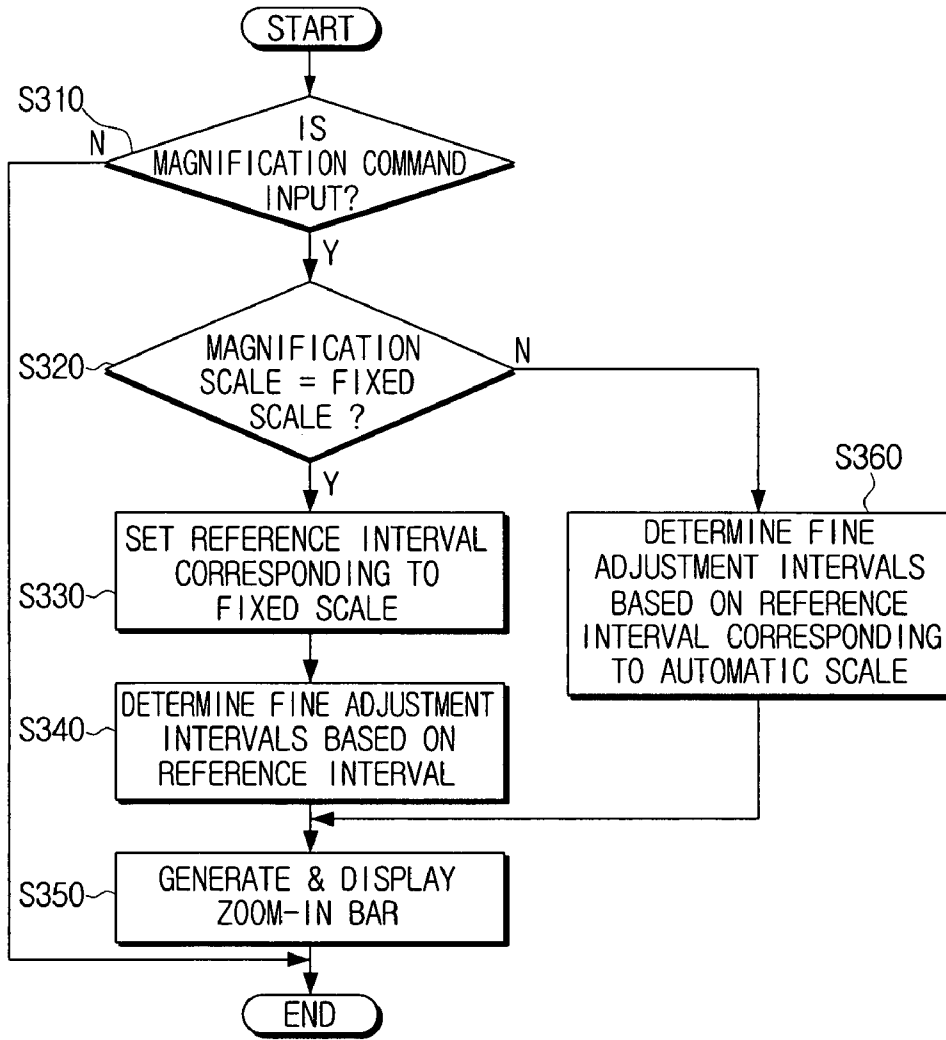 START
S310
N
IS
MAGNIFICATION COMMAND
INPUT?
Y
S320
MAGNIFICATION
SCALE = FIXED
SCALE ?
N
Y
S330
SET REFERENCE INTERVAL
CORRESPONDING TO
FIXED SCALE
S360
DETERMINE FINE
ADJUSTMENT INTERVALS
BASED ON REFERENCE
INTERVAL CORRESPONDING
TO AUTOMATIC SCALE
S340
DETERMINE FINE ADJUSTMENT
INTERVALS BASED ON
REFERENCE INTERVAL
S350
GENERATE & DISPLAY
ZOOM-IN BAR
END